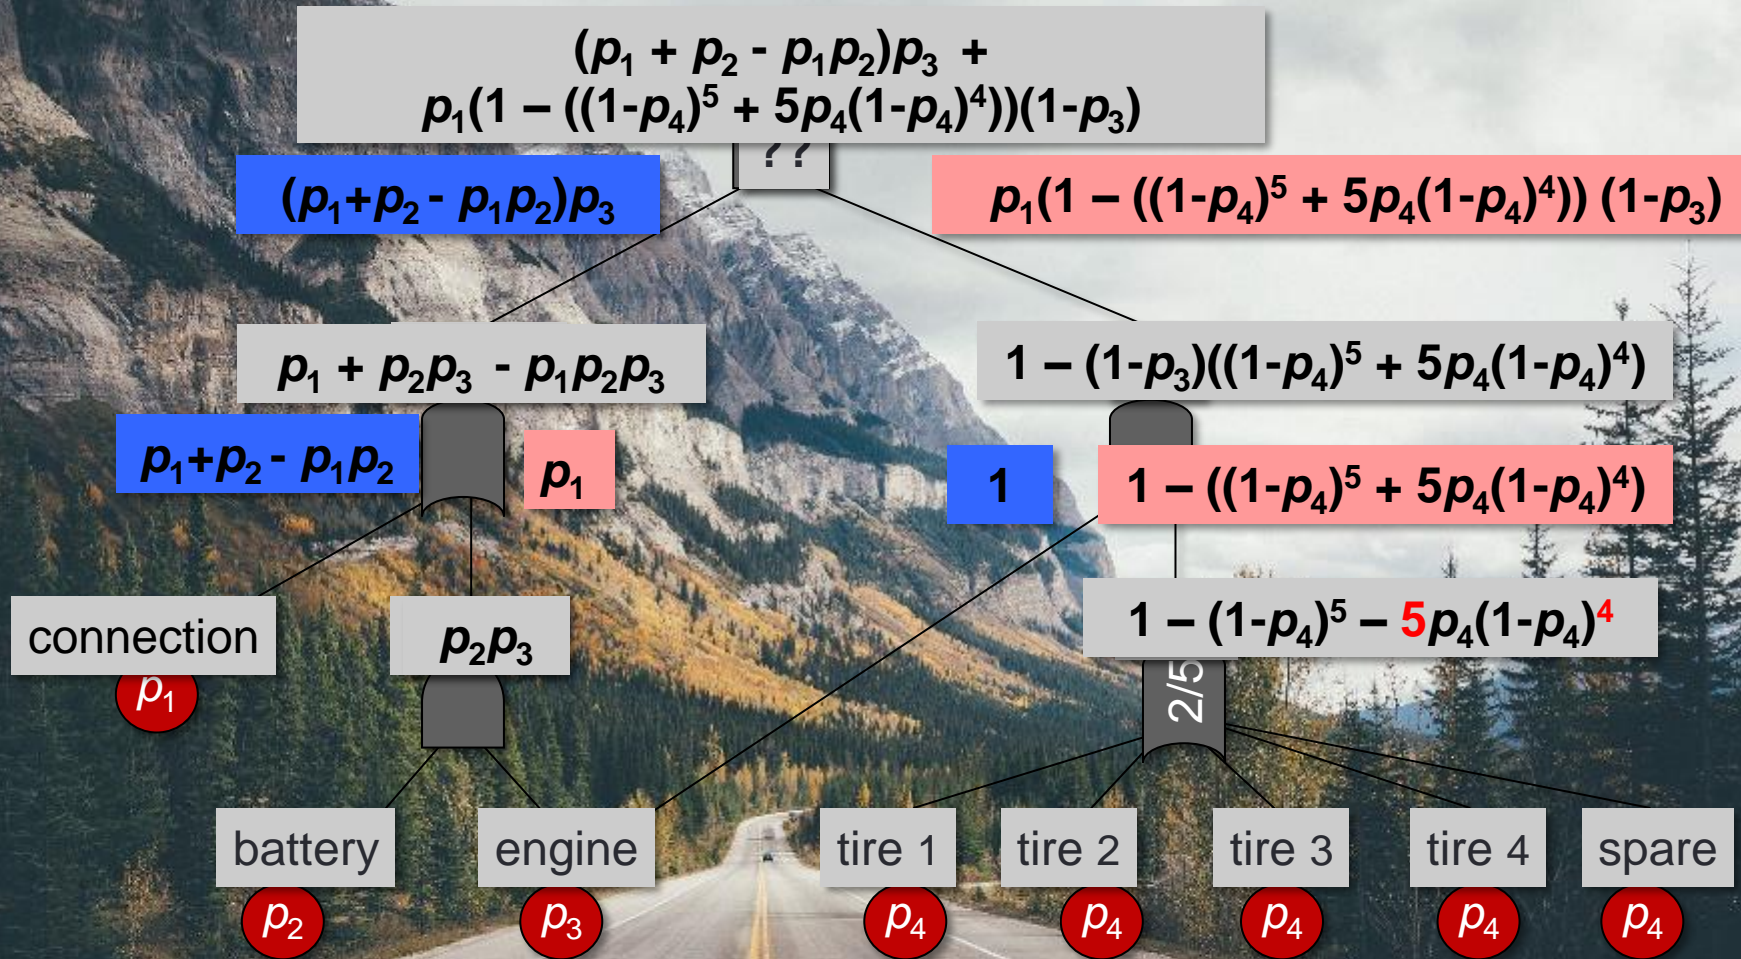 (p₁ + p₂ - p₁p₂)p₃ +
p₁(1 – ((1-p₄)⁵ + 5p₄(1-p₄)⁴))(1-p₃)
??
(p₁+p₂ - p₁p₂)p₃
p₁(1 – ((1-p₄)⁵ + 5p₄(1-p₄)⁴)) (1-p₃)
p₁ + p₂p₃ - p₁p₂p₃
1 – (1-p₃)((1-p₄)⁵ + 5p₄(1-p₄)⁴)
p₁+p₂ - p₁p₂
p₁
1
1 – ((1-p₄)⁵ + 5p₄(1-p₄)⁴)
connection
p₂p₃
1 – (1-p₄)⁵ – 5p₄(1-p₄)⁴
p₁
2/5
battery
engine
tire 1
tire 2
tire 3
tire 4
spare
p₂
p₃
p₄
p₄
p₄
p₄
p₄